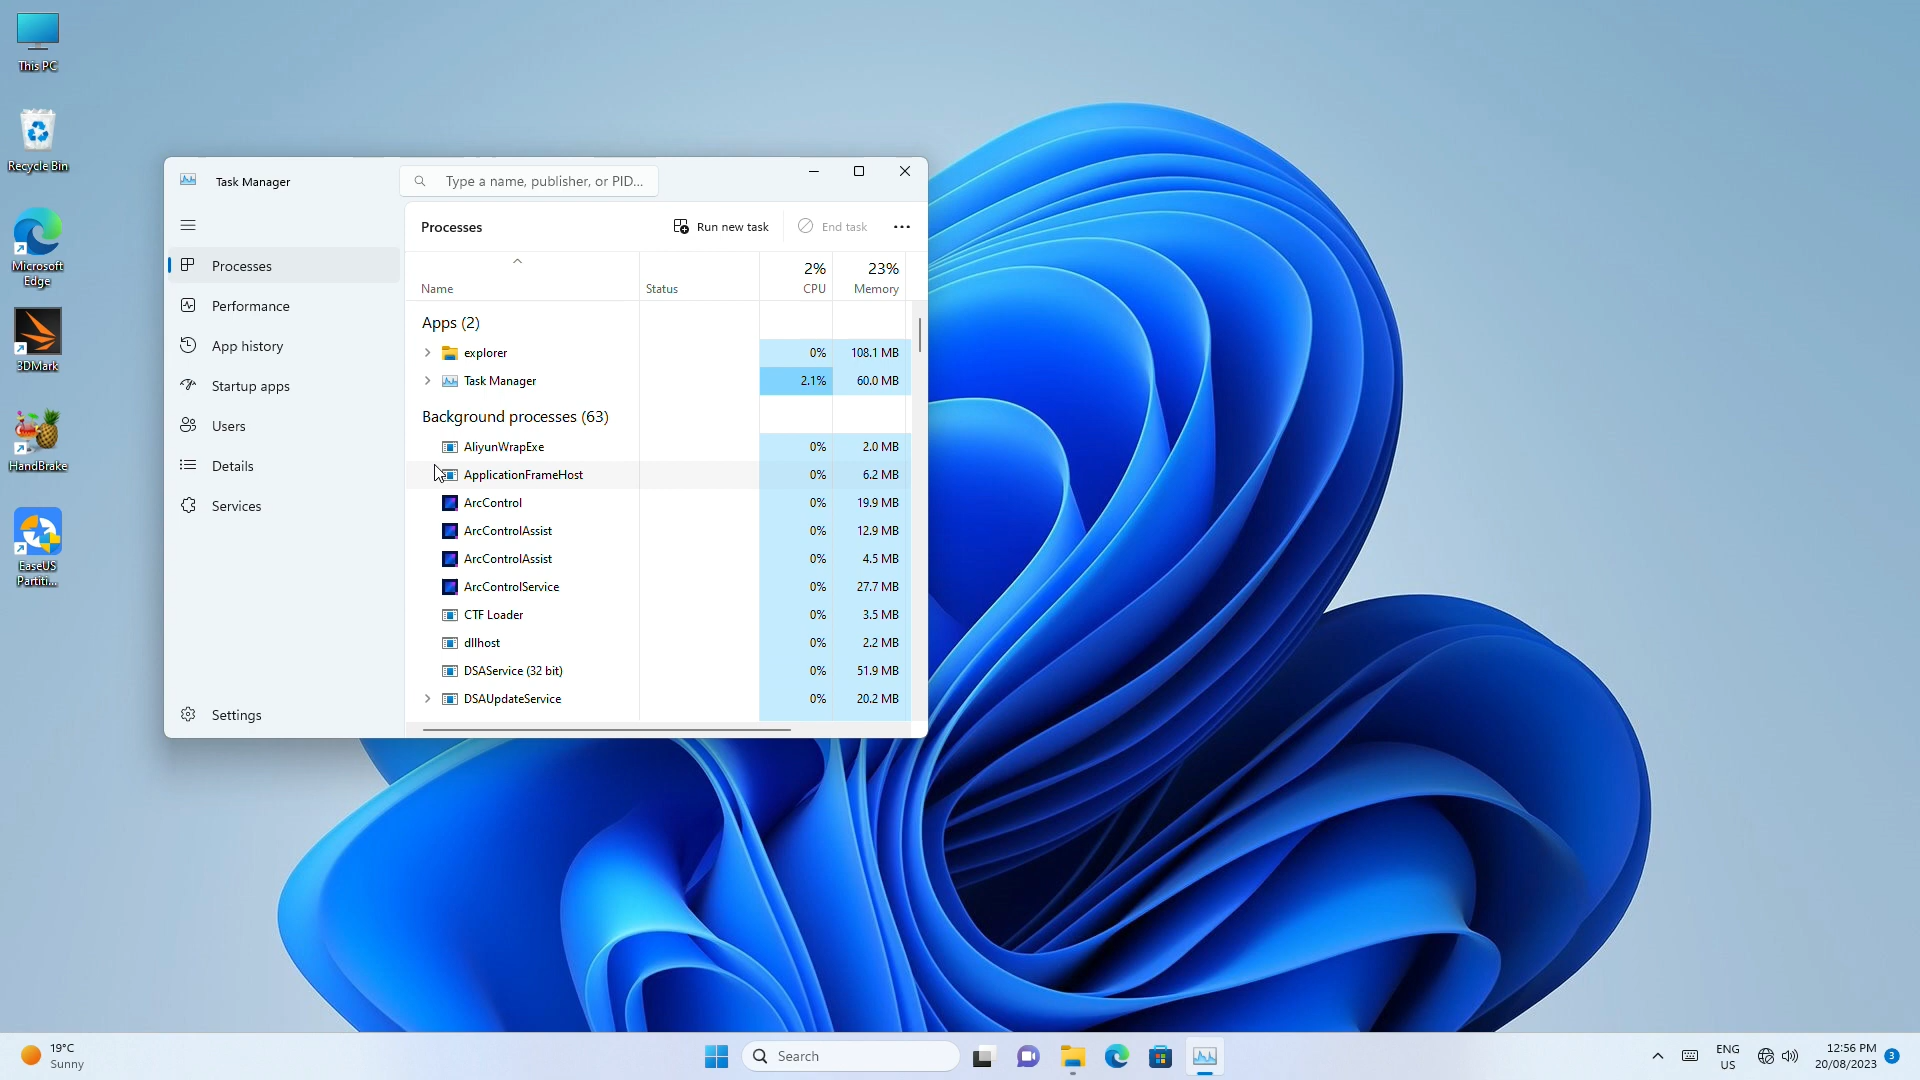 This PC
Recycle Bin
Microsoft
Edge
3DMark
HandBrake
EaseUS
Partiti...
Task Manager
Type a name, publisher, or PID...
Processes
Performance
App history
Startup apps
Users
Details
Services
Settings
Processes
Run new task
End task
2% 23%
Name Status CPU Memory
Apps (2)
explorer 0% 108.1 MB
Task Manager 2.1% 60.0 MB
Background processes (63)
AliyunWrapExe 0% 2.0 MB
ApplicationFrameHost 0% 6.2 MB
ArcControl 0% 19.9 MB
ArcControlAssist 0% 12.9 MB
ArcControlAssist 0% 4.5 MB
ArcControlService 0% 27.7 MB
CTF Loader 0% 3.5 MB
dllhost 0% 2.2 MB
DSAService (32 bit) 0% 51.9 MB
DSAUpdateService 0% 20.2 MB
19°C
Sunny
Search
ENG
US
12:56 PM
20/08/2023
3